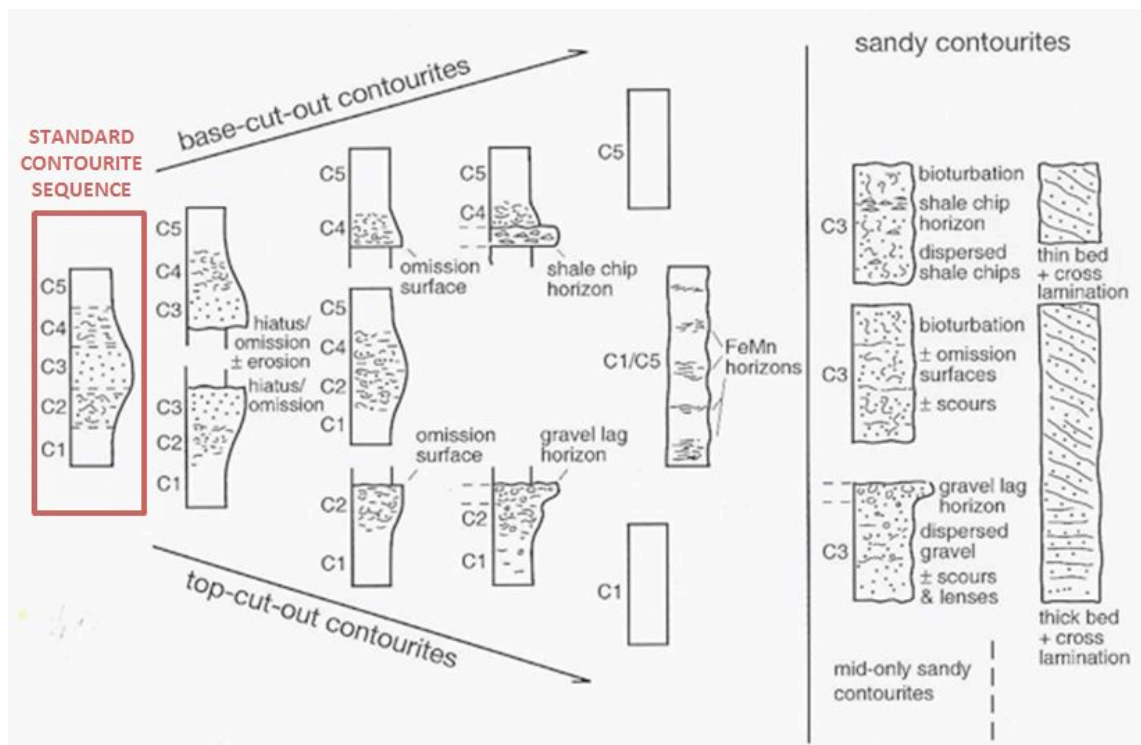 sandy contourites
base-cut-out contourites
STANDARD
CONTOURITE
SEQUENCE
C5
C4
C3
C2
C1
C5
C4
C3
hiatus/
omission
± erosion
hiatus/
omission
C3
C2
C1
C5
C4
omission
surface
C5
C4
C2
C1
omission
surface
C2
C1
C5
C4
shale chip
horizon
gravel lag
horizon
C2
C1
C5
C1/C5
FeMn
horizons
C1
top-cut-out contourites
C3
bioturbation
shale chip
horizon
dispersed
shale chips
C3
bioturbation
± omission
surfaces
± scours
C3
gravel lag
horizon
dispersed
gravel
± scours
& lenses
thin bed
+ cross
lamination
thick bed
+ cross
lamination
mid-only sandy
contourites